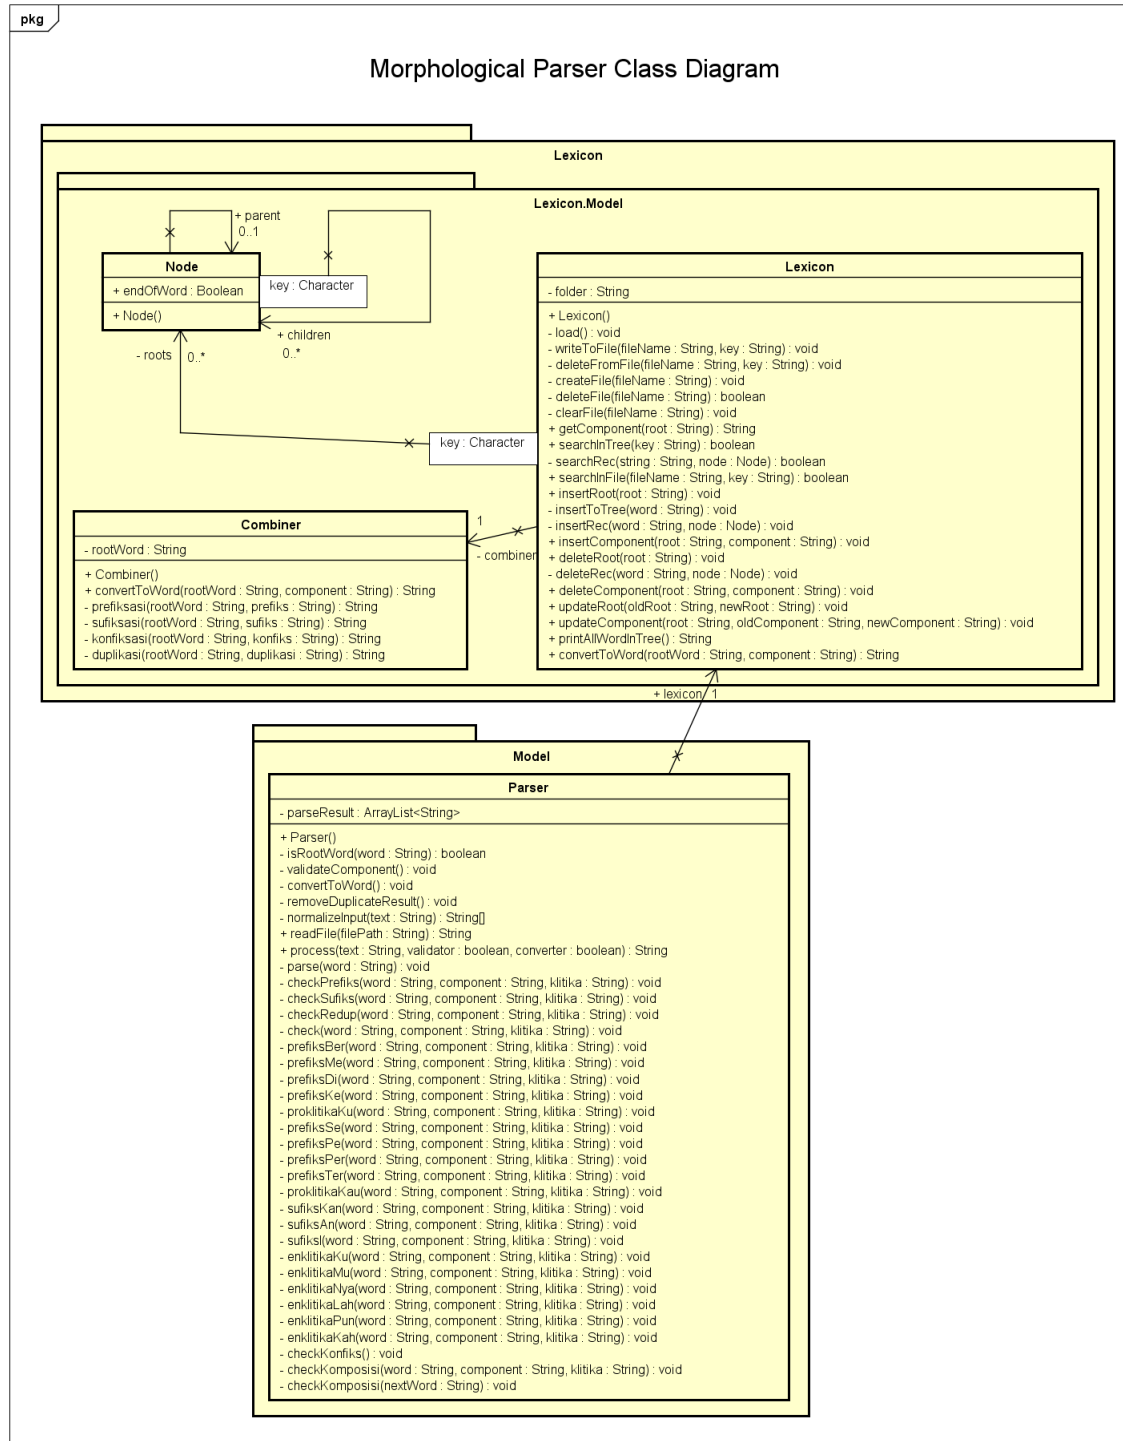 pkg
Morphological Parser Class Diagram
Lexicon
Lexicon.Model
+ parent
0..1
Node
+ endOfWord : Boolean
+ Node()
key : Character
+ children
0..*
- roots
0..*
key : Character
Lexicon
- folder : String
+ Lexicon()
- load() : void
- writeToFile(fileName : String, key : String) : void
- deleteFromFile(fileName : String, key : String) : void
- createFile(fileName : String) : void
- deleteFile(fileName : String) : boolean
- clearFile(fileName : String) : void
+ getComponent(root : String) : String
+ searchInTree(key : String) : boolean
- searchRec(string : String, node : Node) : boolean
+ searchInFile(fileName : String, key : String) : boolean
+ insertRoot(root : String) : void
- insertToTree(word : String) : void
- insertRec(word : String, node : Node) : void
+ insertComponent(root : String, component : String) : void
+ deleteRoot(root : String) : void
- deleteRec(word : String, node : Node) : void
+ deleteComponent(root : String, component : String) : void
+ updateRoot(oldRoot : String, newRoot : String) : void
+ updateComponent(root : String, oldComponent : String, newComponent : String) : void
+ printAllWordInTree() : String
+ convertToWord(rootWord : String, component : String) : String
1
- combiner
Combiner
- rootWord : String
+ Combiner()
+ convertToWord(rootWord : String, component : String) : String
- prefiksasi(rootWord : String, prefiks : String) : String
- sufiksasi(rootWord : String, sufiks : String) : String
- konfiksasi(rootWord : String, konfiks : String) : String
- duplikasi(rootWord : String, duplikasi : String) : String
+ lexicon 1
Model
Parser
- parseResult : ArrayList<String>
+ Parser()
- isRootWord(word : String) : boolean
- validateComponent() : void
- convertToWord() : void
- removeDuplicateResult() : void
- normalizeInput(text : String) : String[]
+ readFile(filePath : String) : String
+ process(text : String, validator : boolean, converter : boolean) : String
- parse(word : String) : void
- checkPrefiks(word : String, component : String, klitika : String) : void
- checkSufiks(word : String, component : String, klitika : String) : void
- checkRedup(word : String, component : String, klitika : String) : void
- check(word : String, component : String, klitika : String) : void
- prefiksBer(word : String, component : String, klitika : String) : void
- prefiksMe(word : String, component : String, klitika : String) : void
- prefiksDi(word : String, component : String, klitika : String) : void
- prefiksKe(word : String, component : String, klitika : String) : void
- proklitikaKu(word : String, component : String, klitika : String) : void
- prefiksSe(word : String, component : String, klitika : String) : void
- prefiksPe(word : String, component : String, klitika : String) : void
- prefiksPer(word : String, component : String, klitika : String) : void
- prefiksTer(word : String, component : String, klitika : String) : void
- proklitikaKau(word : String, component : String, klitika : String) : void
- sufiksKan(word : String, component : String, klitika : String) : void
- sufiksAn(word : String, component : String, klitika : String) : void
- sufiksI(word : String, component : String, klitika : String) : void
- enklitikaKu(word : String, component : String, klitika : String) : void
- enklitikaMu(word : String, component : String, klitika : String) : void
- enklitikaNya(word : String, component : String, klitika : String) : void
- enklitikaLah(word : String, component : String, klitika : String) : void
- enklitikaPun(word : String, component : String, klitika : String) : void
- enklitikaKah(word : String, component : String, klitika : String) : void
- checkKonfiks() : void
- checkKomposisi(word : String, component : String, klitika : String) : void
- checkKomposisi(nextWord : String) : void